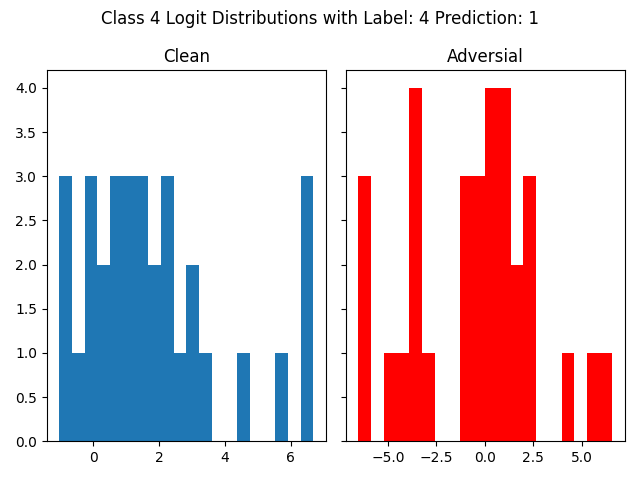 Class 4 Logit Distributions with Label: 4 Prediction: 1
Clean
Adversial
4.0
3.5
3.0
2.5
2.0
1.5
1.0
0.5
0.0
0 2 4 6
−5.0 −2.5 0.0 2.5 5.0